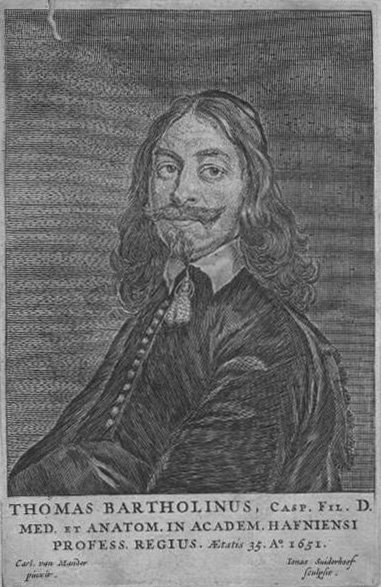 THOMAS BARTHOLINUS, CASP. FIL. D.
MED. ET ANATOM. IN ACADEM. HAFNIENSI
PROFESS. REGIUS. Ætatis 35. Aº 1651.
Carl. van Mander Ionas Suiderhoef
pinxit. sculpsit.